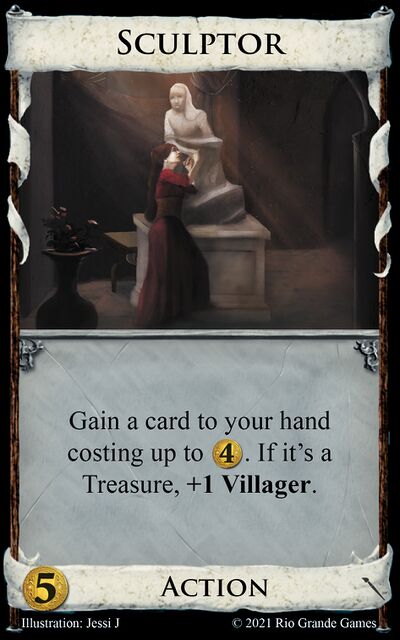 SCULPTOR
Gain a card to your hand
costing up to 4. If it's a
Treasure, +1 Villager.
5 ACTION
Illustration: Jessi J © 2021 Rio Grande Games